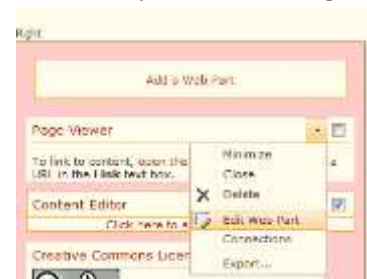 Right
Add a Web Part
Page Viewer
To link to content, open the a
URL in the Link text box.
Minimize
Close
Delete
Edit Web Part
Connections
Export...
Content Editor
Click here to a
Creative Commons Licen